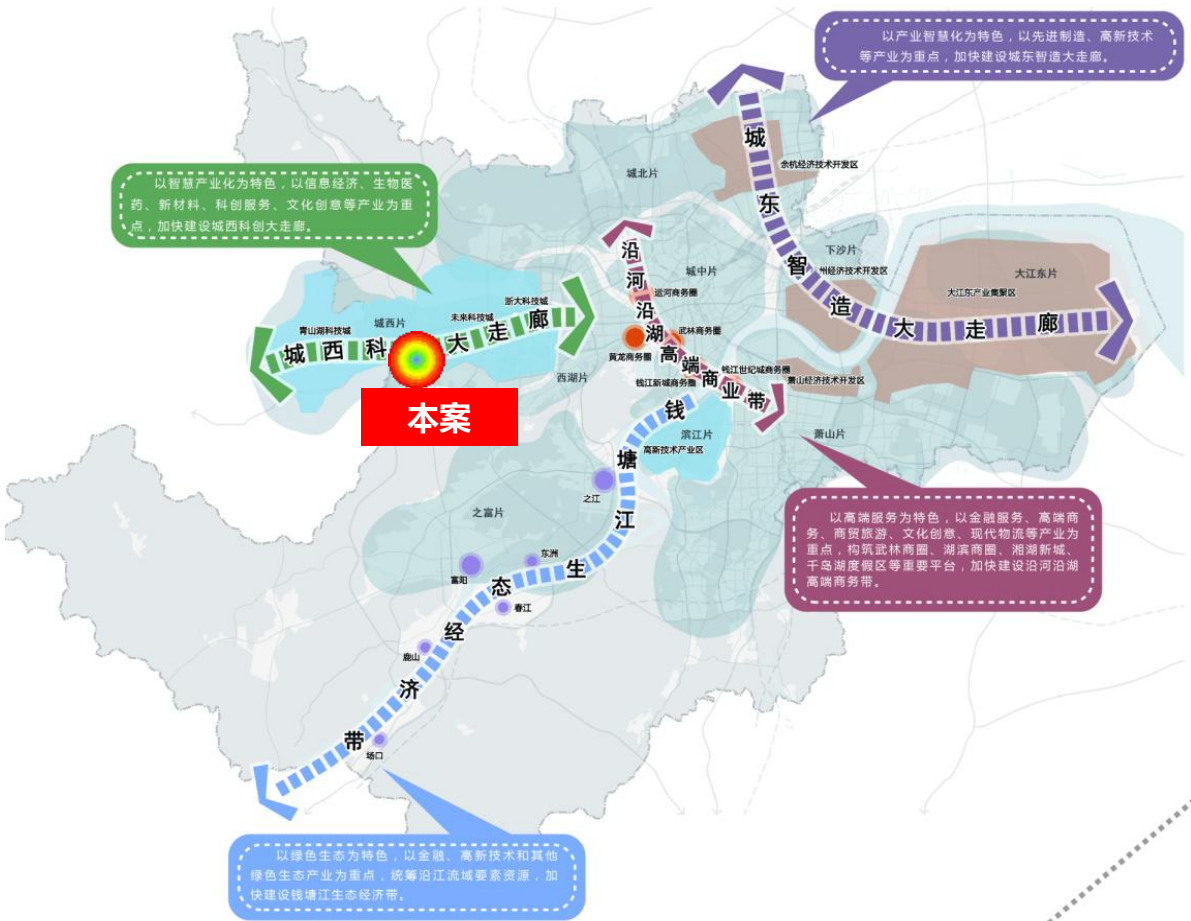 以产业智慧化为特色，以先进制造、高新技术
等产业为重点，加快建设城东智造大走廊。
城东智造大走廊
余杭经济技术开发区
城北片
以智慧产业化为特色，以信息经济、生物医
药、新材料、科创服务、文化创意等产业为重
点，加快建设城西科创大走廊。
下沙片
州经济技术开发区
大江东片
大江东产业集聚区
城中片
运河商务圈
沿河沿湖高端商业带
浙大科技城
未来科技城
城西片
青山湖科技城
城西科大走廊
武林商务圈
黄龙商务圈
本案
西湖片
钱江世纪城商务圈
钱江新城商务圈
萧山经济技术开发区
滨江片
高新技术产业区
萧山片
钱塘江生态经济带
之江
之富片
以高端服务为特色，以金融服务、高端商
务、商贸旅游、文化创意、现代物流等产业为
重点，构筑武林商圈、湖滨商圈、湘湖新城、
千岛湖度假区等重要平台，加快建设沿河沿湖
高端商务带。
东洲
富阳
春江
鹿山
场口
以绿色生态为特色，以金融、高新技术和其他
绿色生态产业为重点，统筹沿江流域要素资源，加
快建设钱塘江生态经济带。